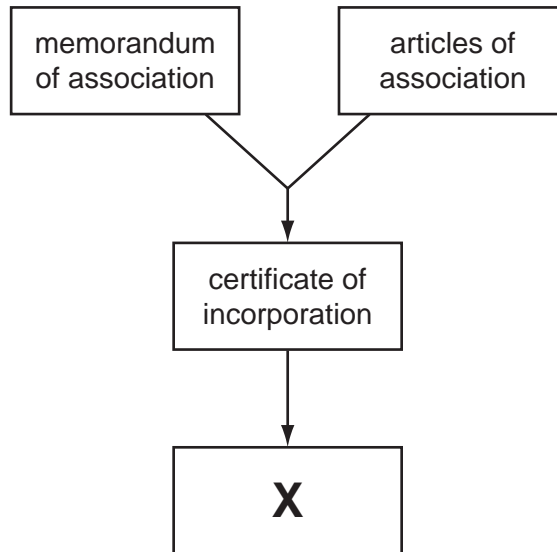 memorandum
of association
articles of
association
certificate of
incorporation
X